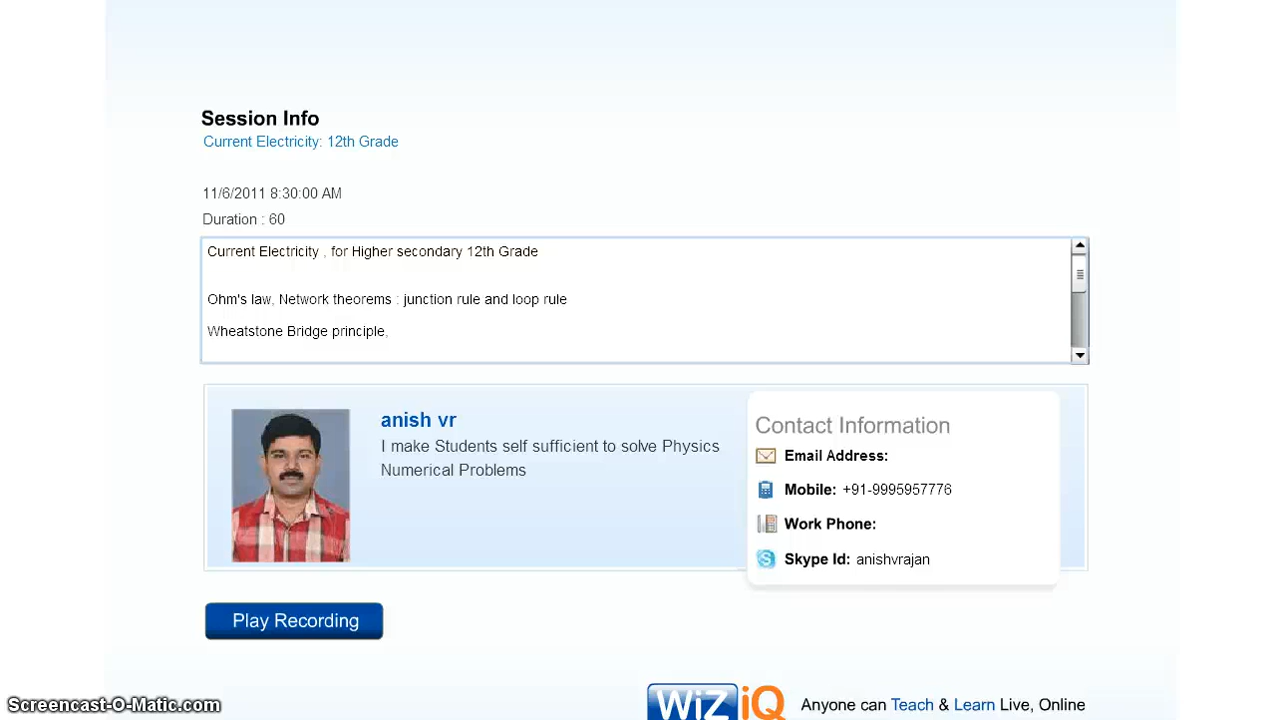 Session Info
Current Electricity: 12th Grade
11/6/2011 8:30:00 AM
Duration : 60
Current Electricity , for Higher secondary 12th Grade
Ohm's law, Network theorems : junction rule and loop rule
Wheatstone Bridge principle,
anish vr
I make Students self sufficient to solve Physics
Numerical Problems
Contact Information
Email Address:
Mobile: +91-9995957776
Work Phone:
Skype Id: anishvrajan
Play Recording
WiZiQ Anyone can Teach & Learn Live, Online
Screencast-O-Matic.com